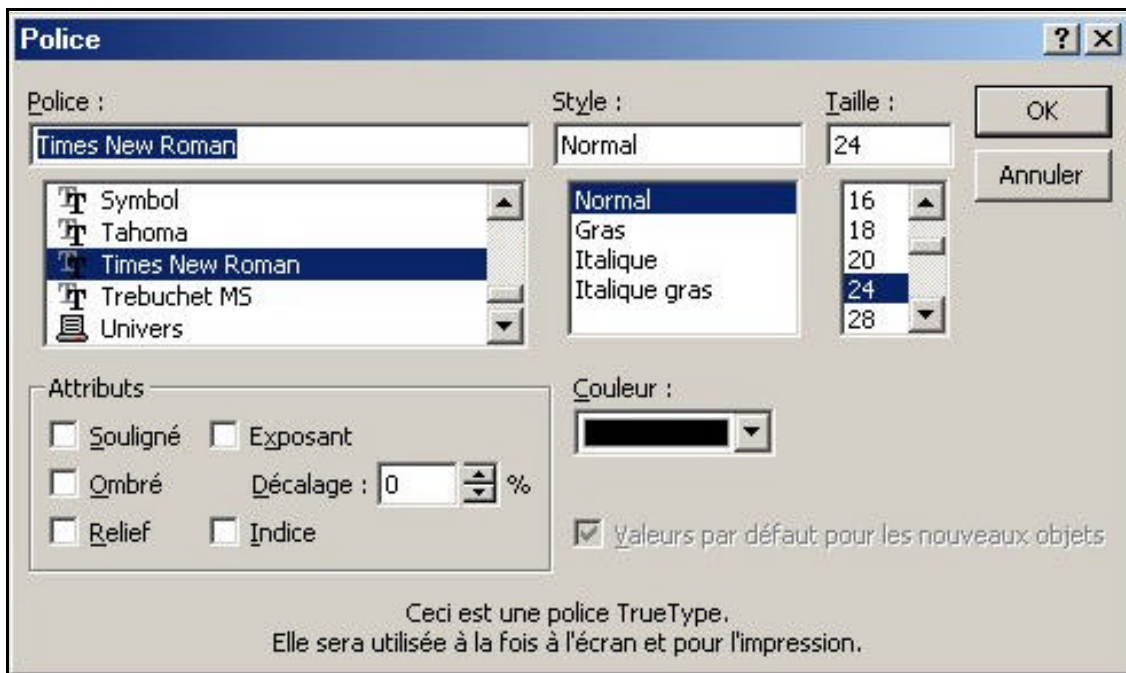 Police
Police :
Style :
Taille :
OK
Times New Roman
Normal
24
Annuler
Symbol
Tahoma
Times New Roman
Trebuchet MS
Univers
Normal
Gras
Italique
Italique gras
16
18
20
24
28
Attributs
Souligné
Exposant
Ombré
Décalage : 0 %
Relief
Indice
Couleur :
Valeurs par défaut pour les nouveaux objets
Ceci est une police TrueType.
Elle sera utilisée à la fois à l'écran et pour l'impression.